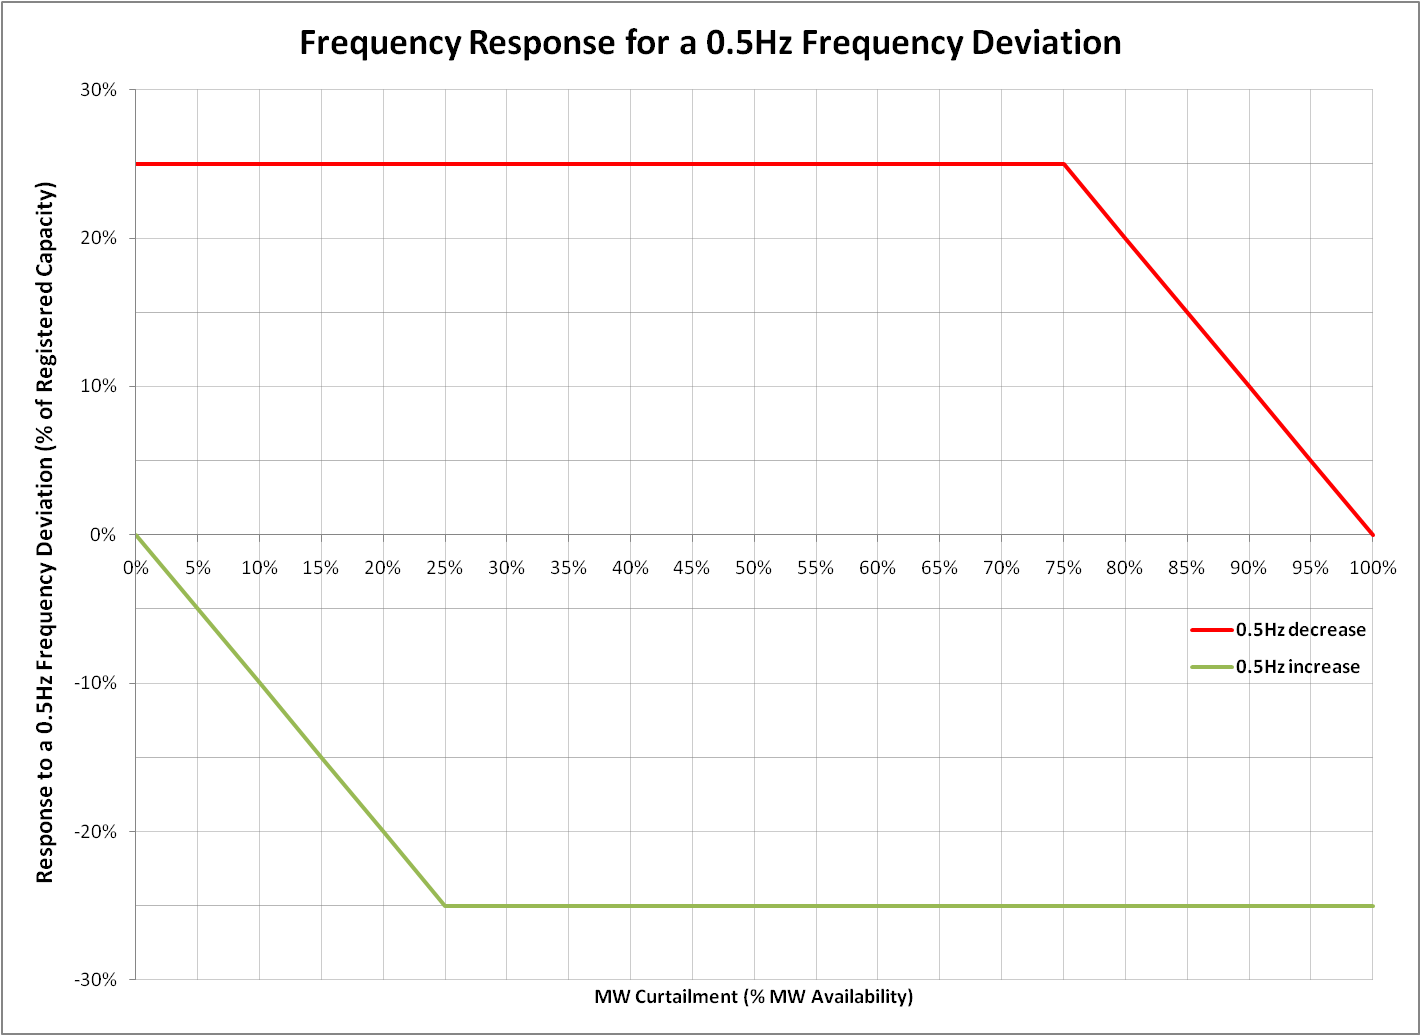 Frequency Response for a 0.5Hz Frequency Deviation
Response to a 0.5Hz Frequency Deviation (% of Registered Capacity)
30%
20%
10%
0%
-10%
-20%
-30%
0% 5% 10% 15% 20% 25% 30% 35% 40% 45% 50% 55% 60% 65% 70% 75% 80% 85% 90% 95% 100%
0.5Hz decrease
0.5Hz increase
MW Curtailment (% MW Availability)